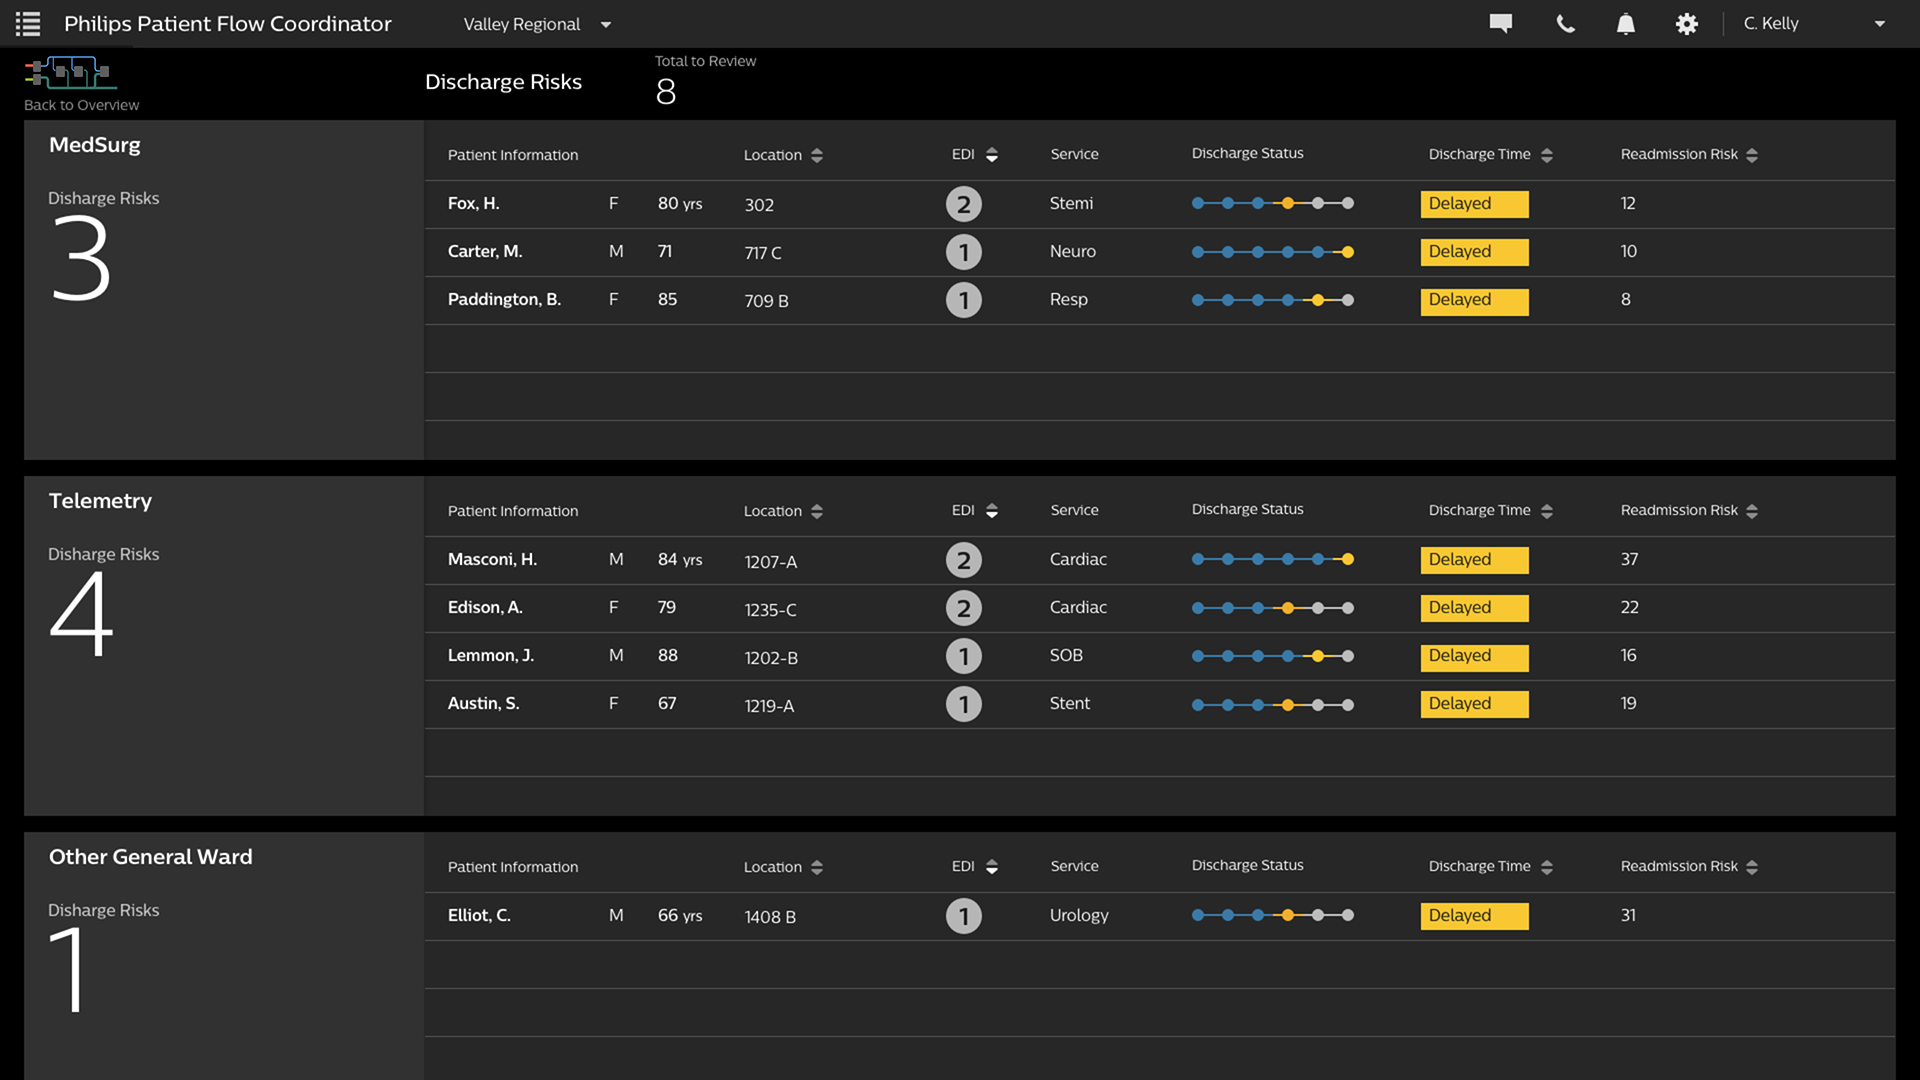 Philips Patient Flow Coordinator Valley Regional C. Kelly
Back to Overview
Discharge Risks
Total to Review
8
MedSurg
Disharge Risks
3
Patient Information Location EDI Service Discharge Status Discharge Time Readmission Risk
Fox, H. F 80 yrs 302 2 Stemi Delayed 12
Carter, M. M 71 717 C 1 Neuro Delayed 10
Paddington, B. F 85 709 B 1 Resp Delayed 8
Telemetry
Disharge Risks
4
Patient Information Location EDI Service Discharge Status Discharge Time Readmission Risk
Masconi, H. M 84 yrs 1207-A 2 Cardiac Delayed 37
Edison, A. F 79 1235-C 2 Cardiac Delayed 22
Lemmon, J. M 88 1202-B 1 SOB Delayed 16
Austin, S. F 67 1219-A 1 Stent Delayed 19
Other General Ward
Disharge Risks
1
Patient Information Location EDI Service Discharge Status Discharge Time Readmission Risk
Elliot, C. M 66 yrs 1408 B 1 Urology Delayed 31